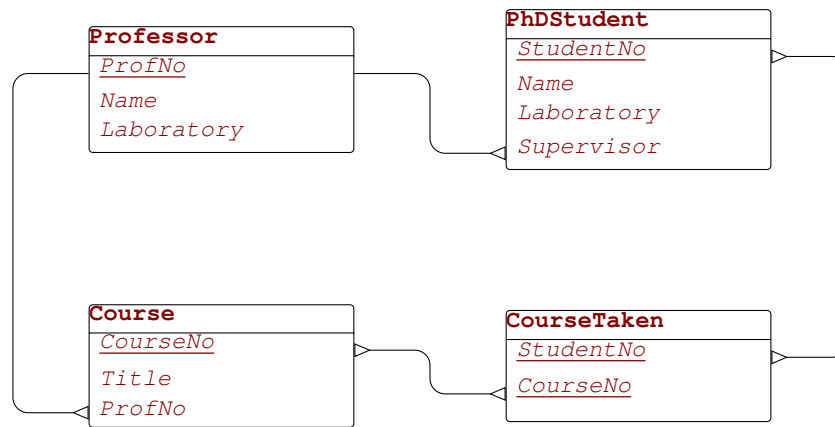 Professor
ProfNo
Name
Laboratory
PhDStudent
StudentNo
Name
Laboratory
Supervisor
Course
CourseNo
Title
ProfNo
CourseTaken
StudentNo
CourseNo